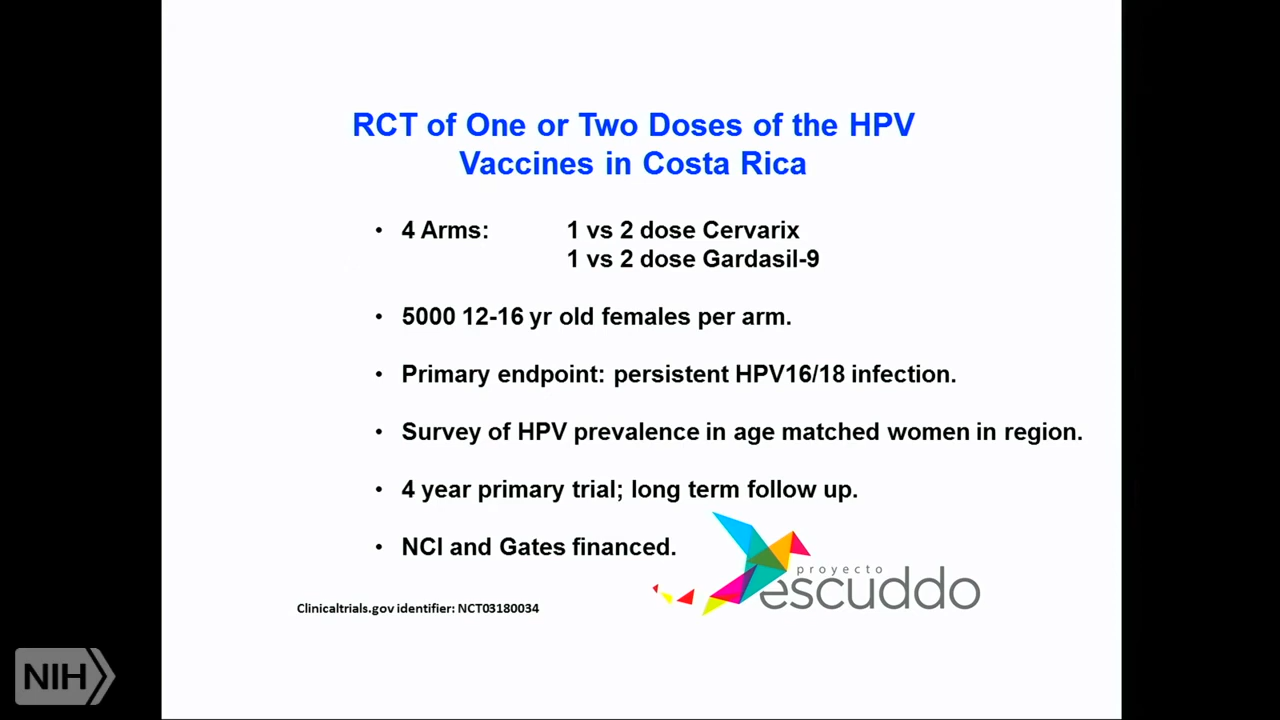 RCT of One or Two Doses of the HPV
Vaccines in Costa Rica
• 4 Arms: 1 vs 2 dose Cervarix
1 vs 2 dose Gardasil-9
• 5000 12-16 yr old females per arm.
• Primary endpoint: persistent HPV16/18 infection.
• Survey of HPV prevalence in age matched women in region.
• 4 year primary trial; long term follow up.
• NCI and Gates financed.
proyecto
escuddo
Clinicaltrials.gov identifier: NCT03180034
NIH